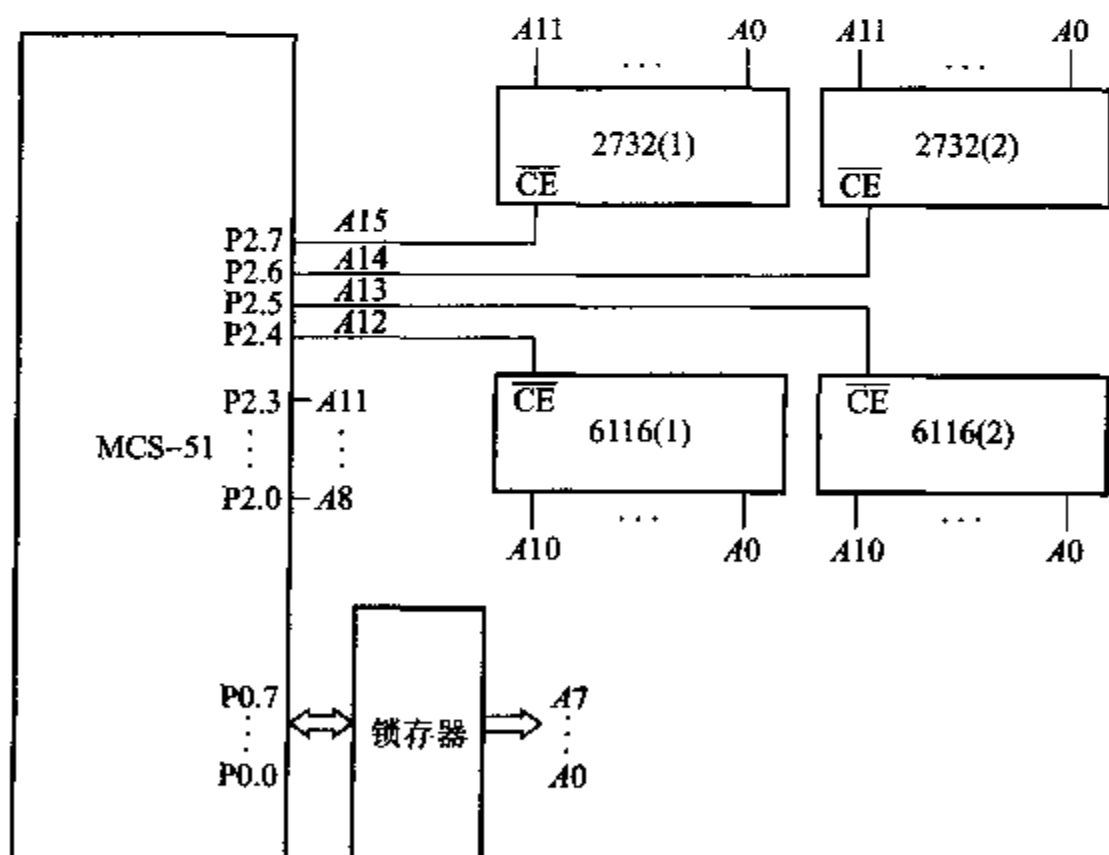 A11 ... A0
A11 ... A0
2732(1)
2732(2)
CE
CE
P2.7 A15
P2.6 A14
P2.5 A13
P2.4 A12
CE
CE
6116(1)
6116(2)
P2.3 A11
MCS-51
P2.0 A8
A10 ... A0
A10 ... A0
P0.7
A7
锁存器
P0.0
A0